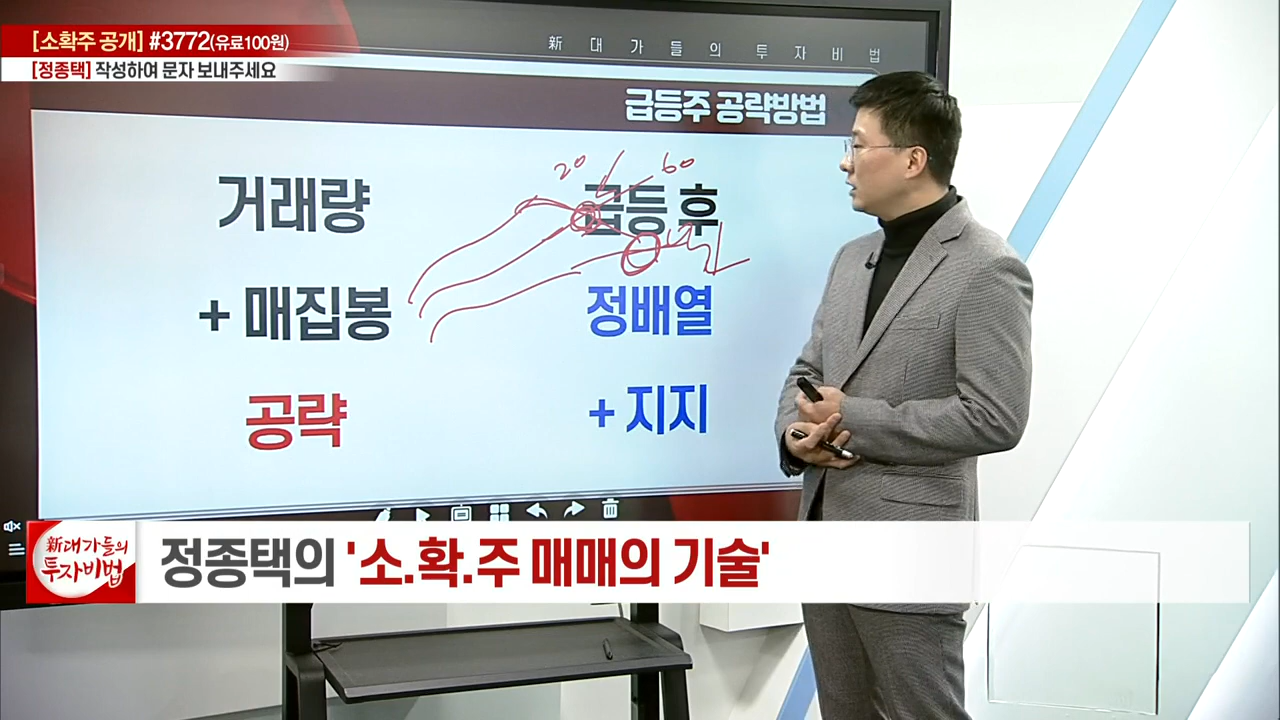 [소확주 공개] #3772(유료100원)
[정종택] 작성하여 문자 보내주세요
新 대가들의 투자비법
급등주 공략방법
20 60
거래량
급등 후
+ 매집봉
정배열
공략
+ 지지
新대가들의
투자비법
정종택의 '소.확.주 매매의 기술'